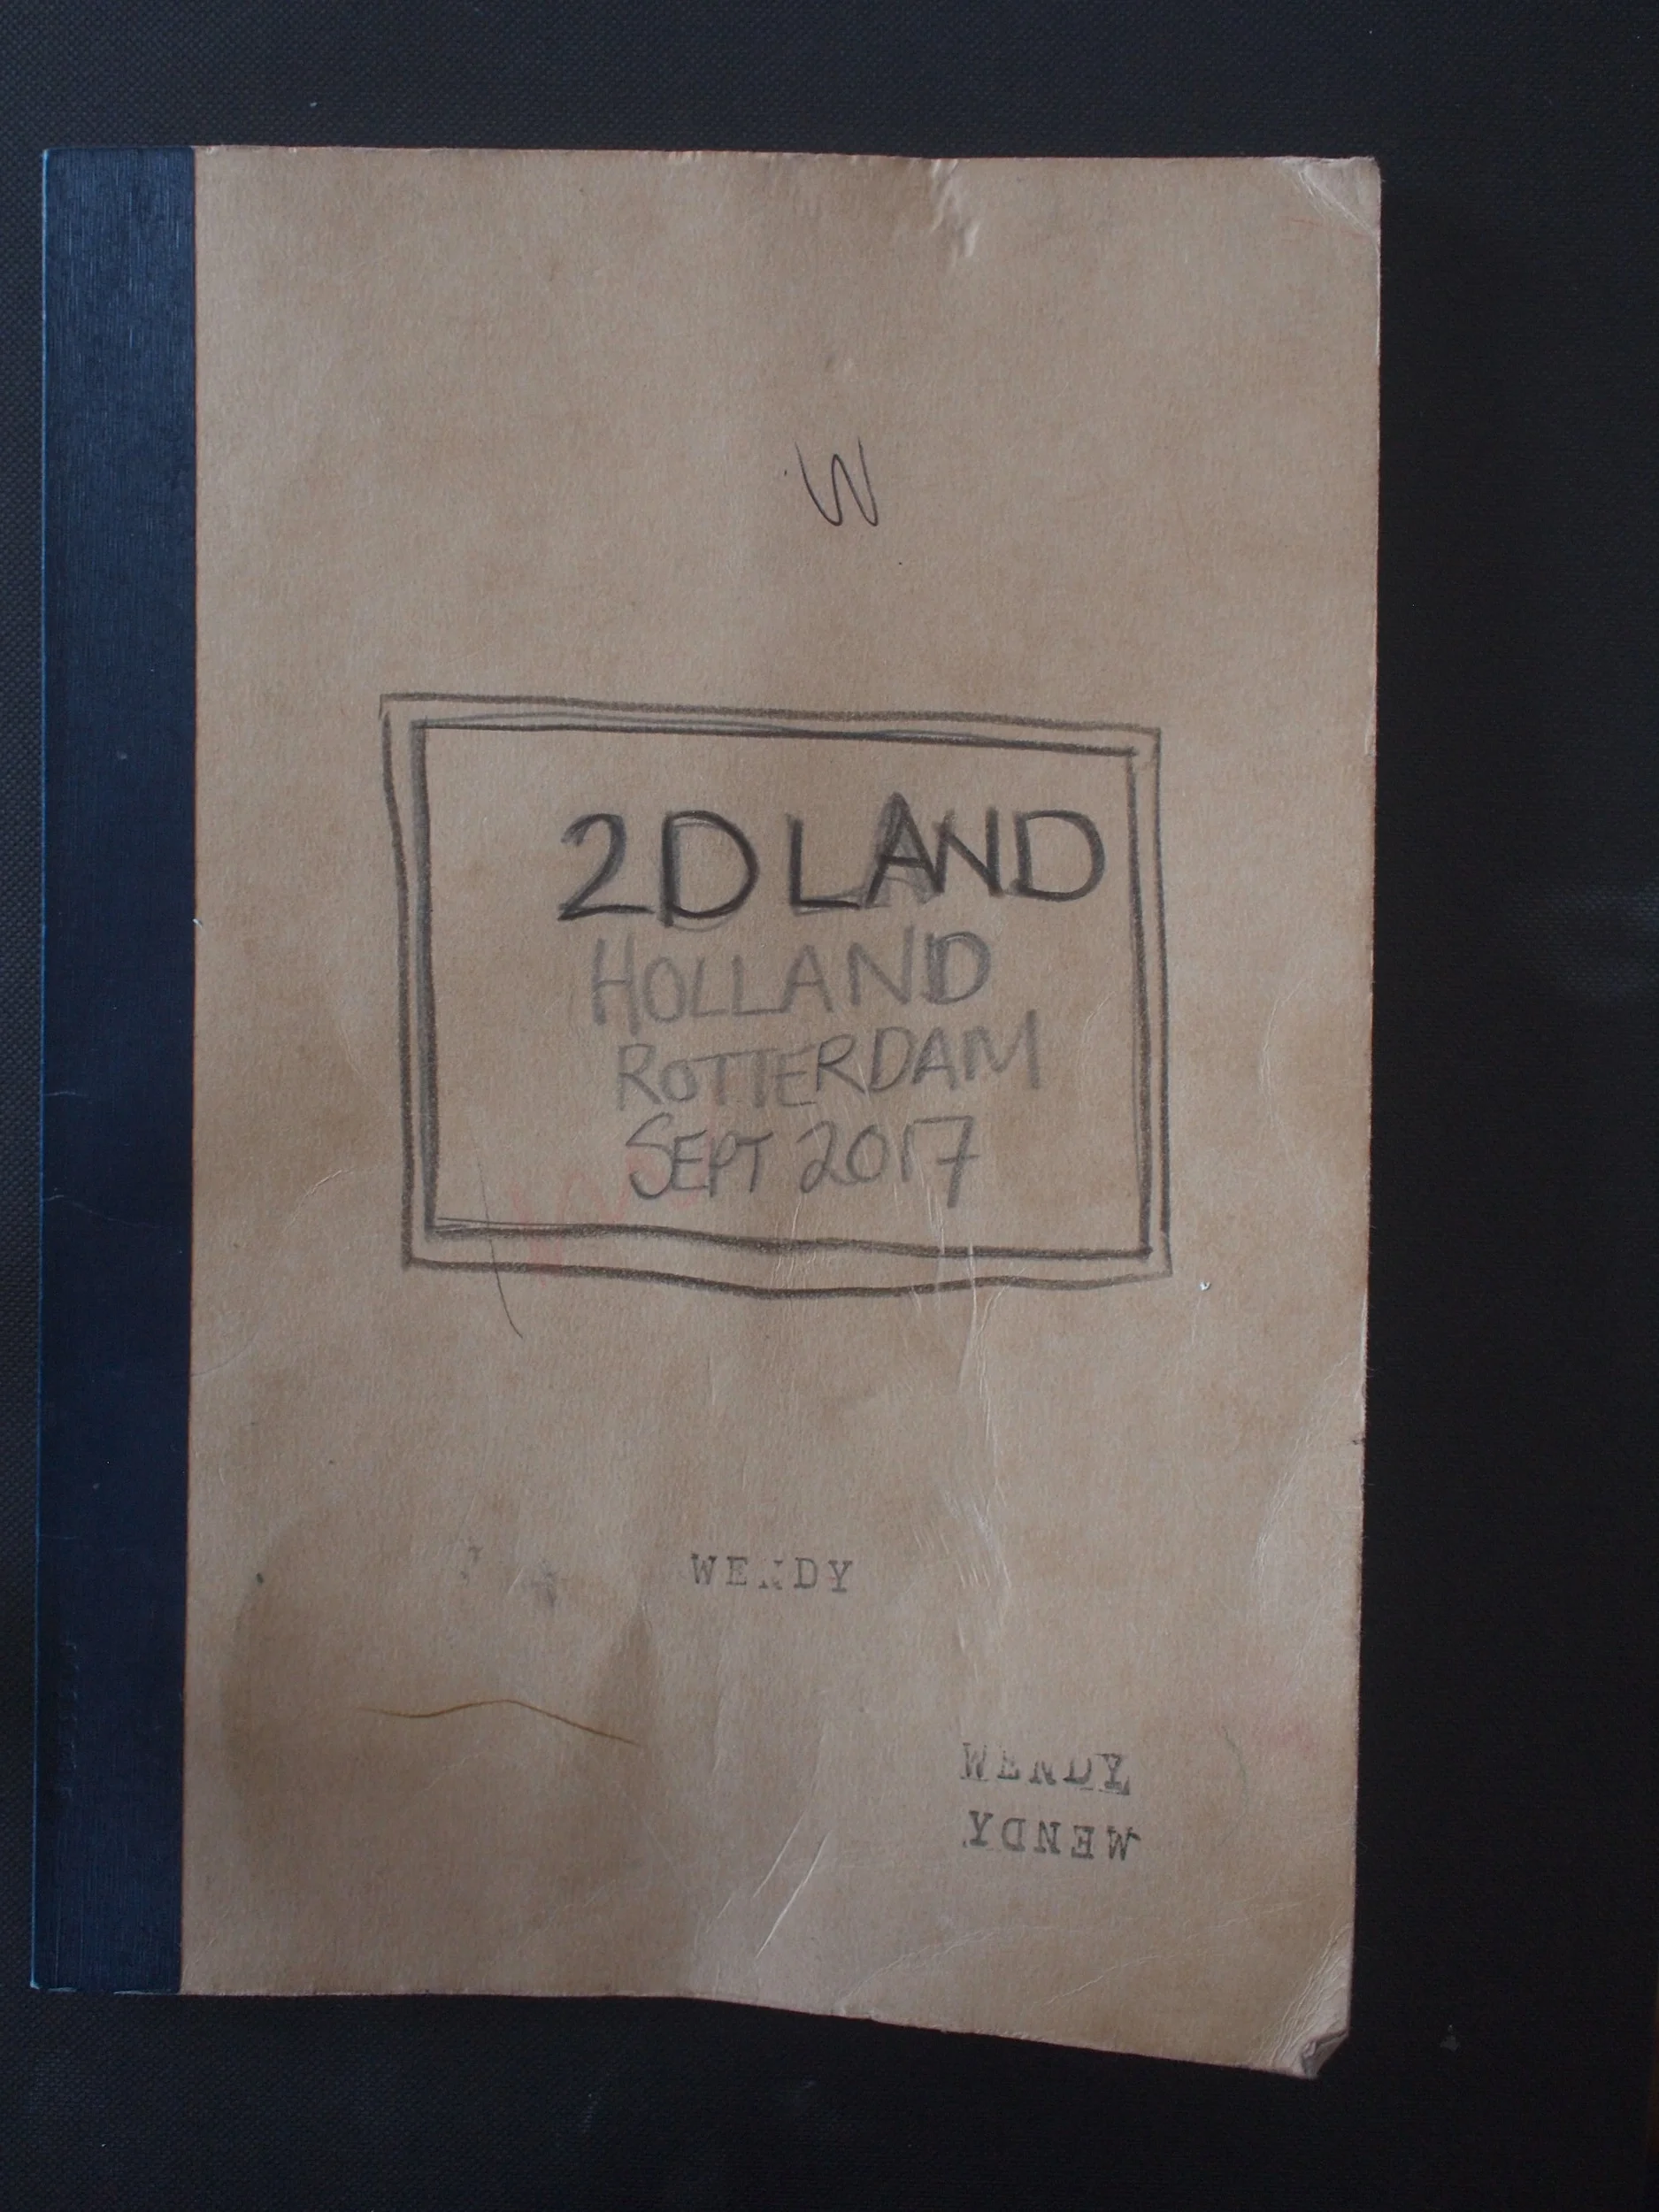 W
2D LAND
HOLLAND
ROTTERDAM
SEPT 2017
WENDY
WENDY
WENDY